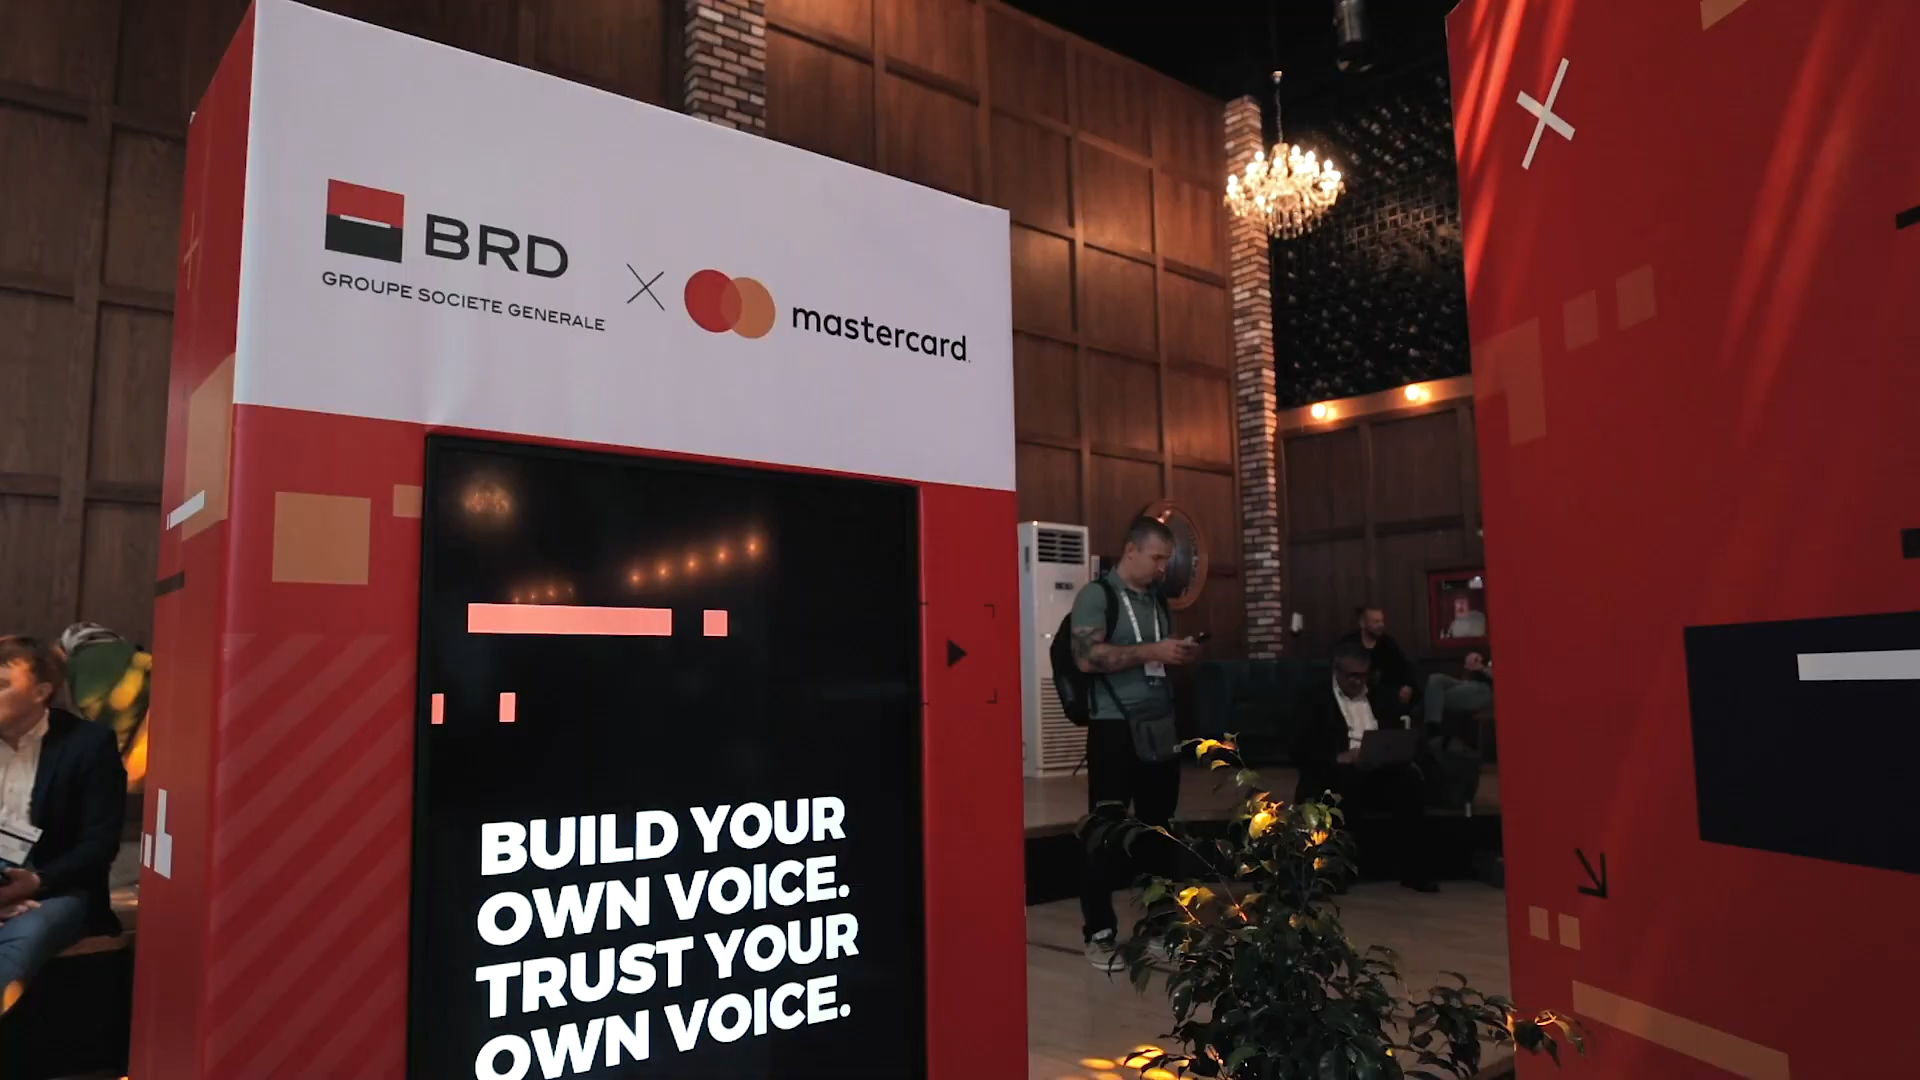 BRD
GROUPE SOCIETE GENERALE
mastercard.
BUILD YOUR
OWN VOICE.
TRUST YOUR
OWN VOICE.